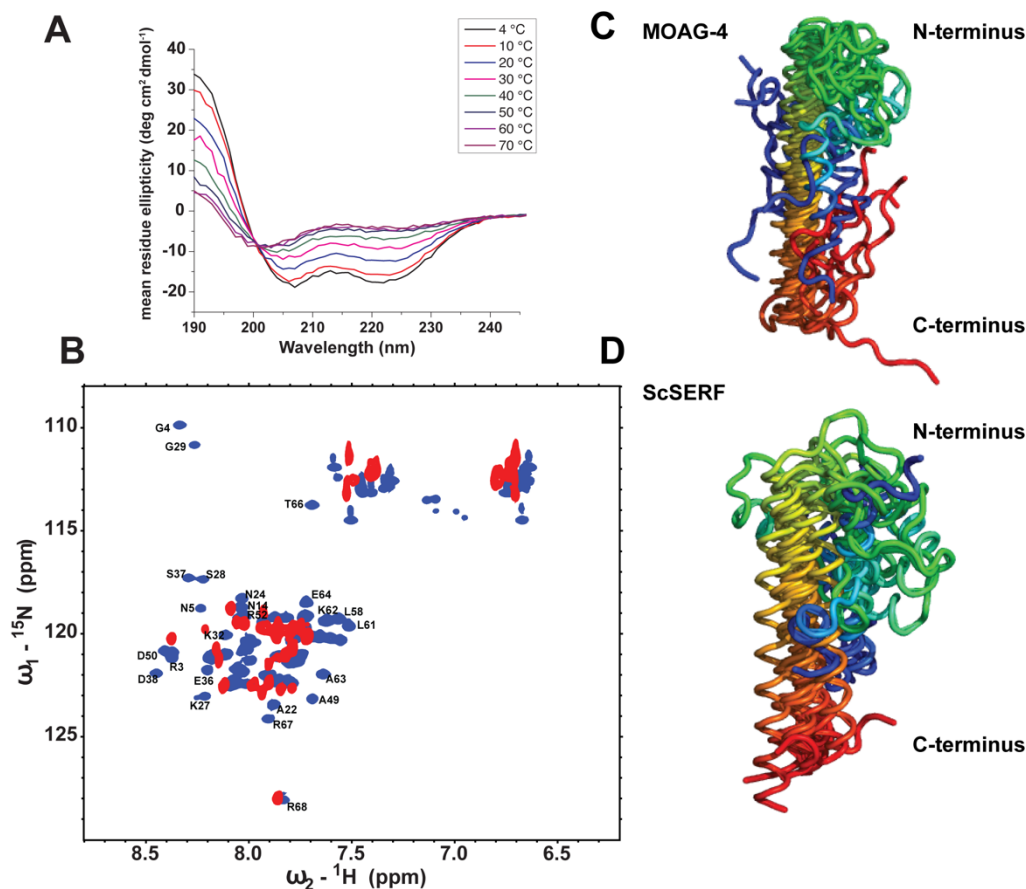 A
mean residue ellipticity (deg cm² dmol⁻¹)
40
30
20
10
0
-10
-20
190 200 210 220 230 240
Wavelength (nm)
4 °C
10 °C
20 °C
30 °C
40 °C
50 °C
60 °C
70 °C
B
ω₁ - ¹⁵N (ppm)
110
115
120
125
8.5 8.0 7.5 7.0 6.5
ω₂ - ¹H (ppm)
G4
G29
T66
S37 S28
N24
N14
N5
R52
E64
K62 L58
L61
K32
D50
R3
D38
E36
A63
K27
A49
A22
R67
R68
C
MOAG-4
N-terminus
C-terminus
D
ScSERF
N-terminus
C-terminus